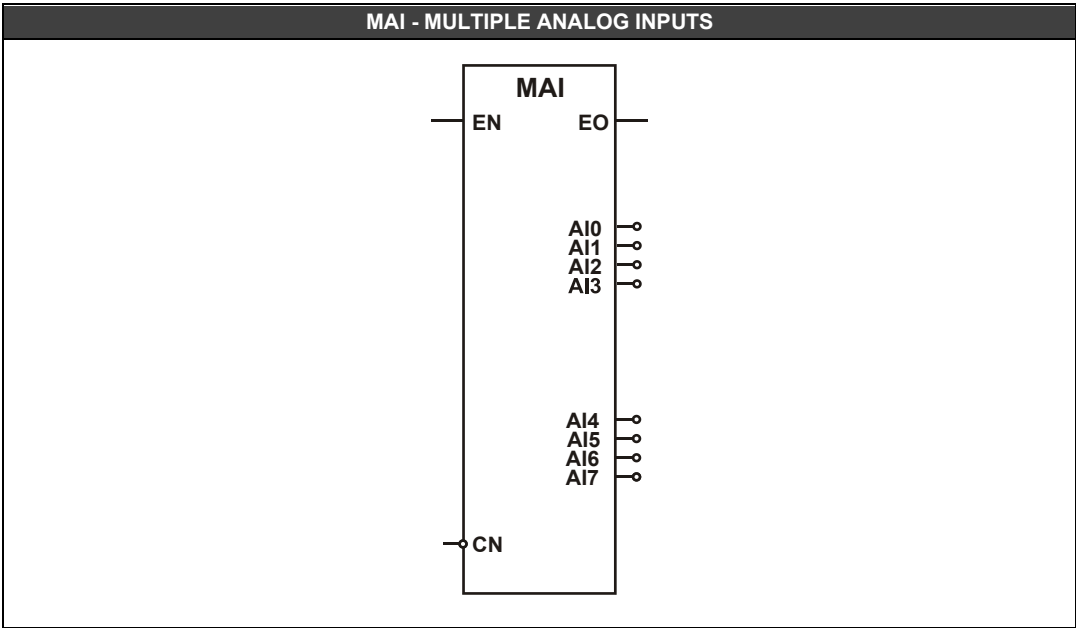 MAI - MULTIPLE ANALOG INPUTS
MAI
EN EO
AI0
AI1
AI2
AI3
AI4
AI5
AI6
AI7
CN